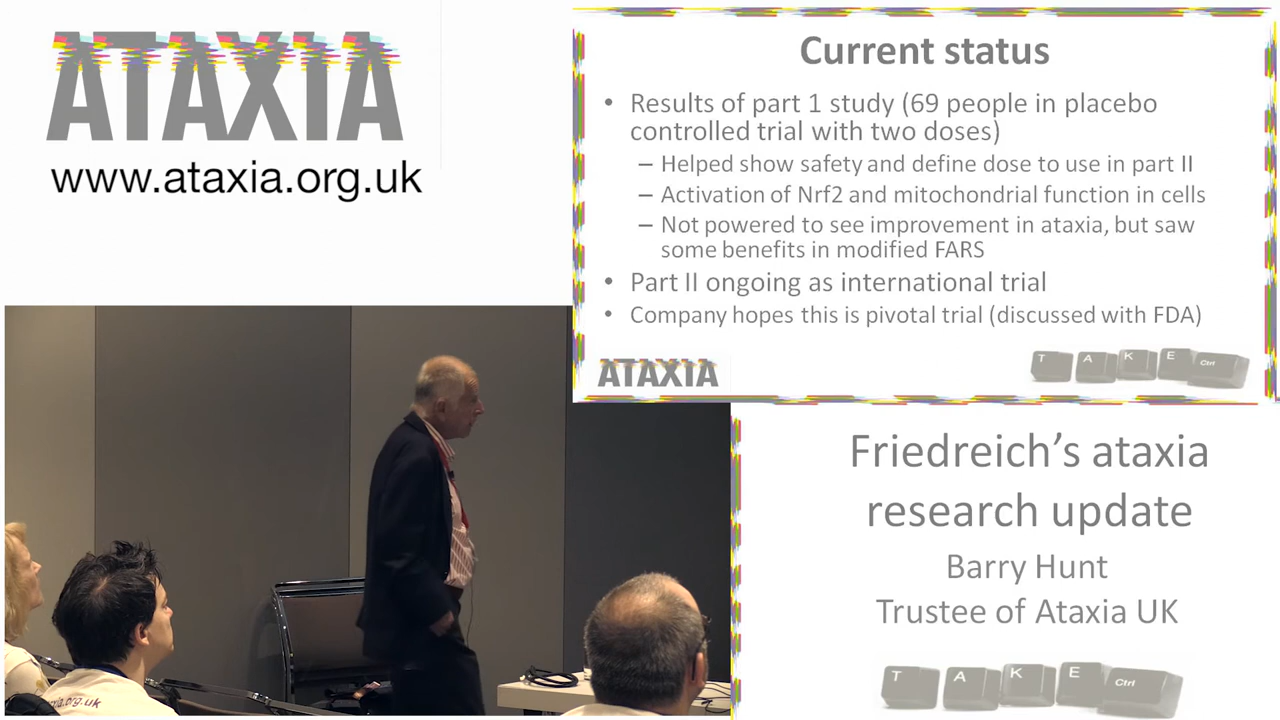 ATAXIA
www.ataxia.org.uk
Current status
• Results of part 1 study (69 people in placebo
controlled trial with two doses)
– Helped show safety and define dose to use in part II
– Activation of Nrf2 and mitochondrial function in cells
– Not powered to see improvement in ataxia, but saw
some benefits in modified FARS
• Part II ongoing as international trial
• Company hopes this is pivotal trial (discussed with FDA)
ATAXIA
T A K E Ctrl
Friedreich's ataxia
research update
Barry Hunt
Trustee of Ataxia UK
T A K E Ctrl
axia.org.uk